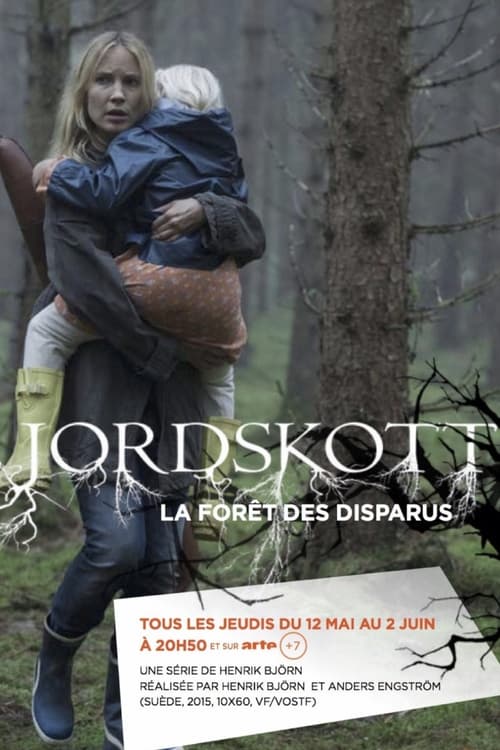 JORDSKOTT
LA FORÊT DES DISPARUS
TOUS LES JEUDIS DU 12 MAI AU 2 JUIN
À 20H50 ET SUR arte +7
UNE SÉRIE DE HENRIK BJÖRN
RÉALISÉE PAR HENRIK BJÖRN ET ANDERS ENGSTRÖM
(SUÈDE, 2015, 10X60, VF/VOSTF)